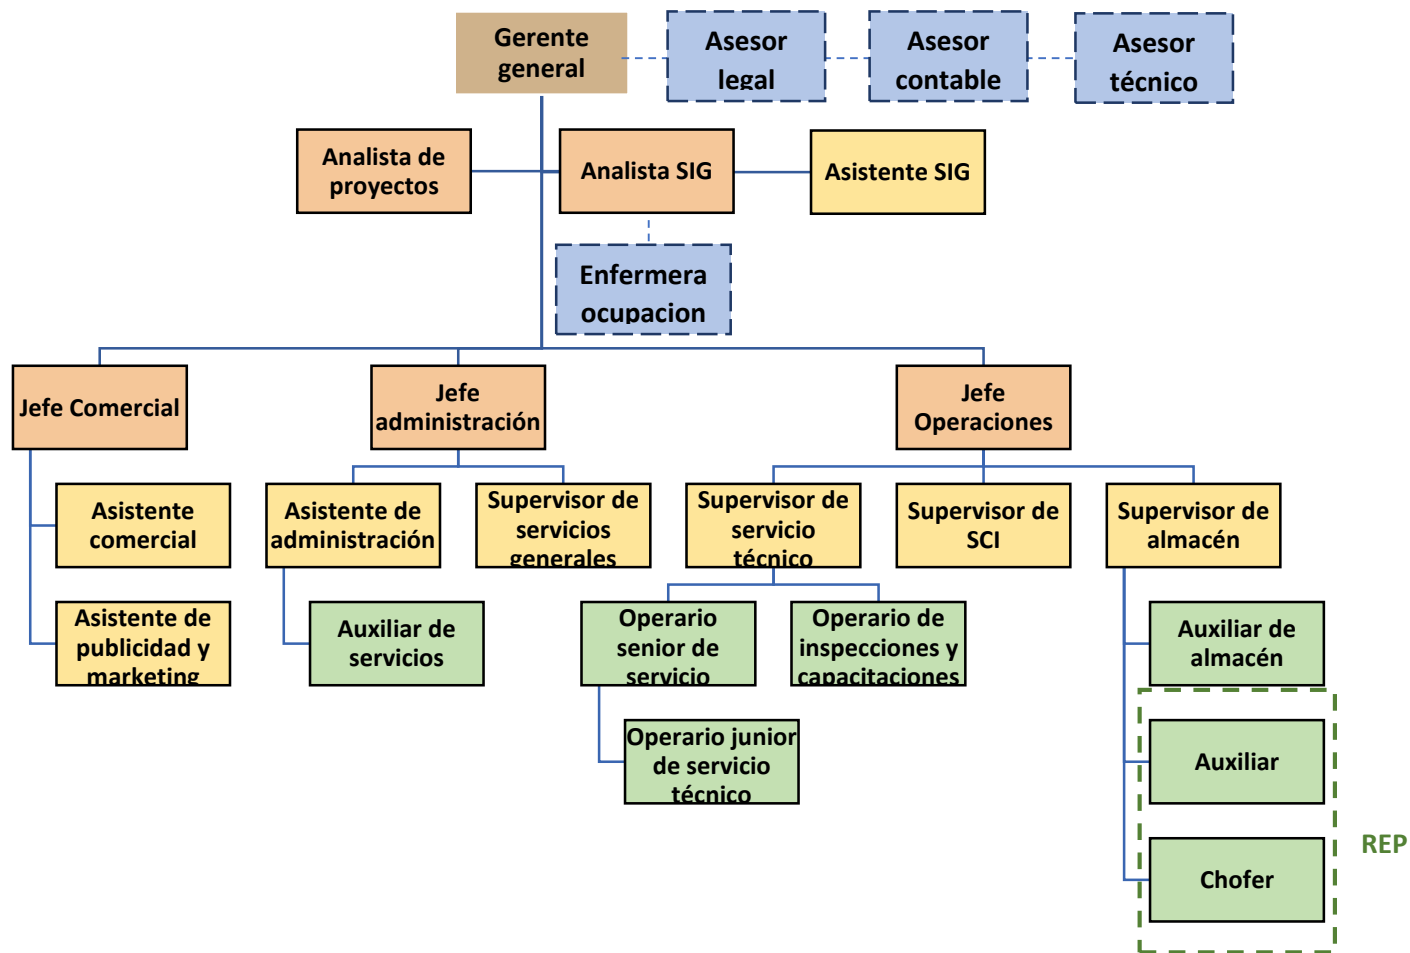 Gerente
general
Asesor
legal
Asesor
contable
Asesor
técnico
Analista de
proyectos
Analista SIG
Asistente SIG
Enfermera
ocupacion
Jefe Comercial
Jefe
administración
Jefe
Operaciones
Asistente
comercial
Asistente de
administración
Supervisor de
servicios
generales
Supervisor de
servicio
técnico
Supervisor de
SCI
Supervisor de
almacén
Asistente de
publicidad y
marketing
Auxiliar de
servicios
Operario
senior de
servicio
Operario de
inspecciones y
capacitaciones
Auxiliar de
almacén
Operario junior
de servicio
técnico
Auxiliar
Chofer
REP